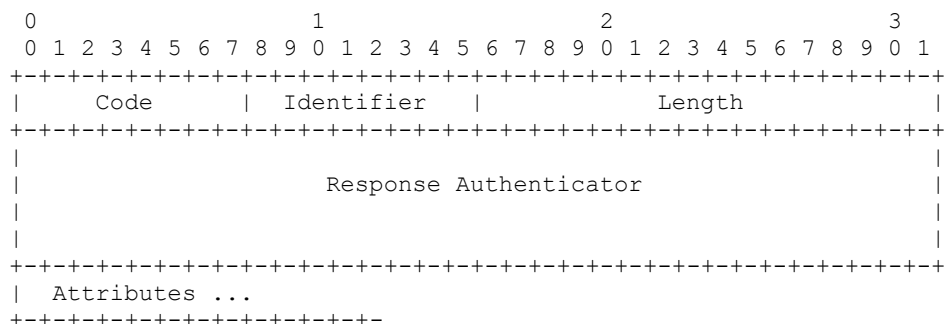 0                   1                   2                   3
 0 1 2 3 4 5 6 7 8 9 0 1 2 3 4 5 6 7 8 9 0 1 2 3 4 5 6 7 8 9 0 1
+-+-+-+-+-+-+-+-+-+-+-+-+-+-+-+-+-+-+-+-+-+-+-+-+-+-+-+-+-+-+-+-+
|     Code      |  Identifier   |            Length             |
+-+-+-+-+-+-+-+-+-+-+-+-+-+-+-+-+-+-+-+-+-+-+-+-+-+-+-+-+-+-+-+-+
|                                                               |
|                     Response Authenticator                    |
|                                                               |
|                                                               |
+-+-+-+-+-+-+-+-+-+-+-+-+-+-+-+-+-+-+-+-+-+-+-+-+-+-+-+-+-+-+-+-+
|  Attributes ...
+-+-+-+-+-+-+-+-+-+-+-+-+-